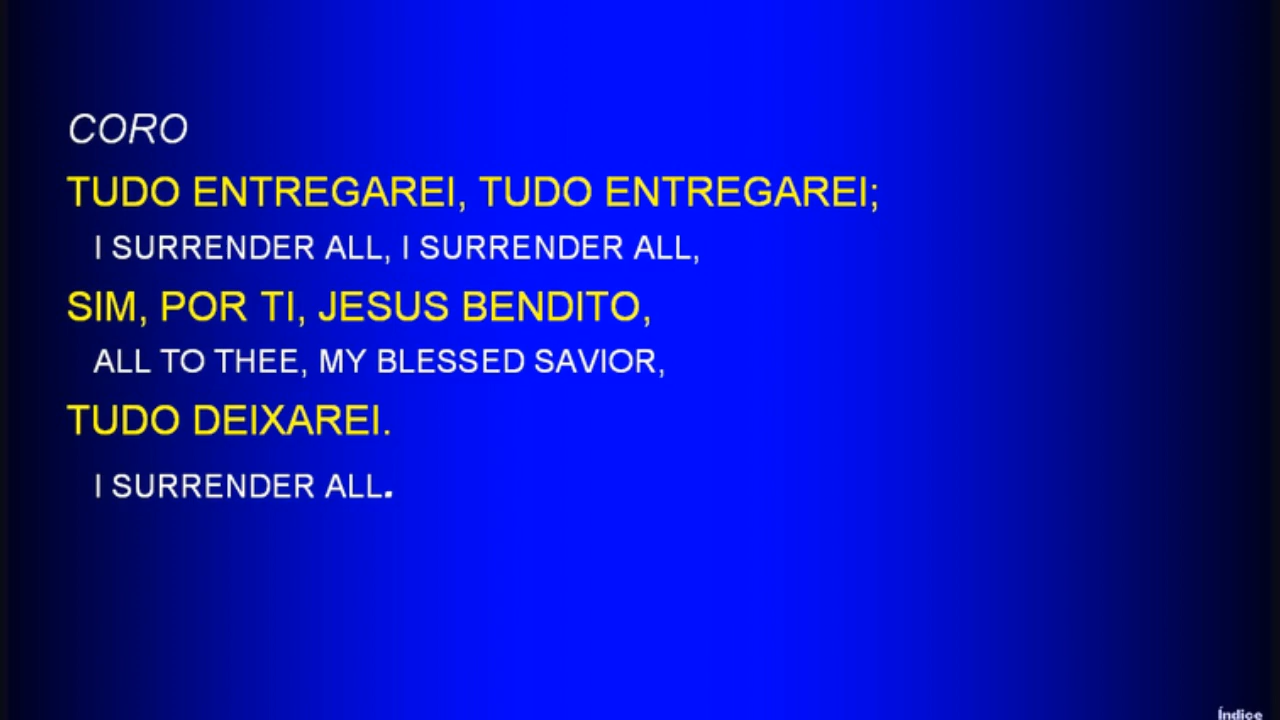 CORO
TUDO ENTREGAREI, TUDO ENTREGAREI;
I SURRENDER ALL, I SURRENDER ALL,
SIM, POR TI, JESUS BENDITO,
ALL TO THEE, MY BLESSED SAVIOR,
TUDO DEIXAREI.
I SURRENDER ALL.
Índice